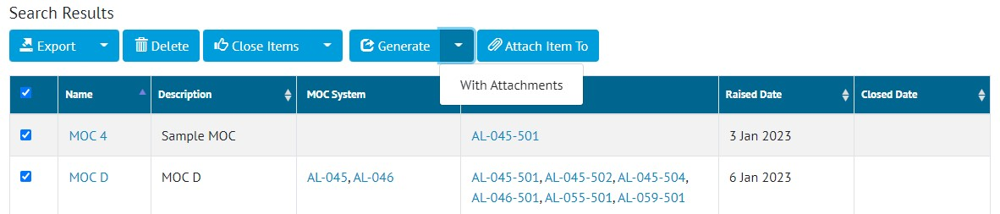 Search Results
Export Delete Close Items Generate Attach Item To
With Attachments
Name Description MOC System Raised Date Closed Date
MOC 4 Sample MOC AL-045-501 3 Jan 2023
MOC D MOC D AL-045, AL-046 AL-045-501, AL-045-502, AL-045-504, 6 Jan 2023
AL-046-501, AL-055-501, AL-059-501